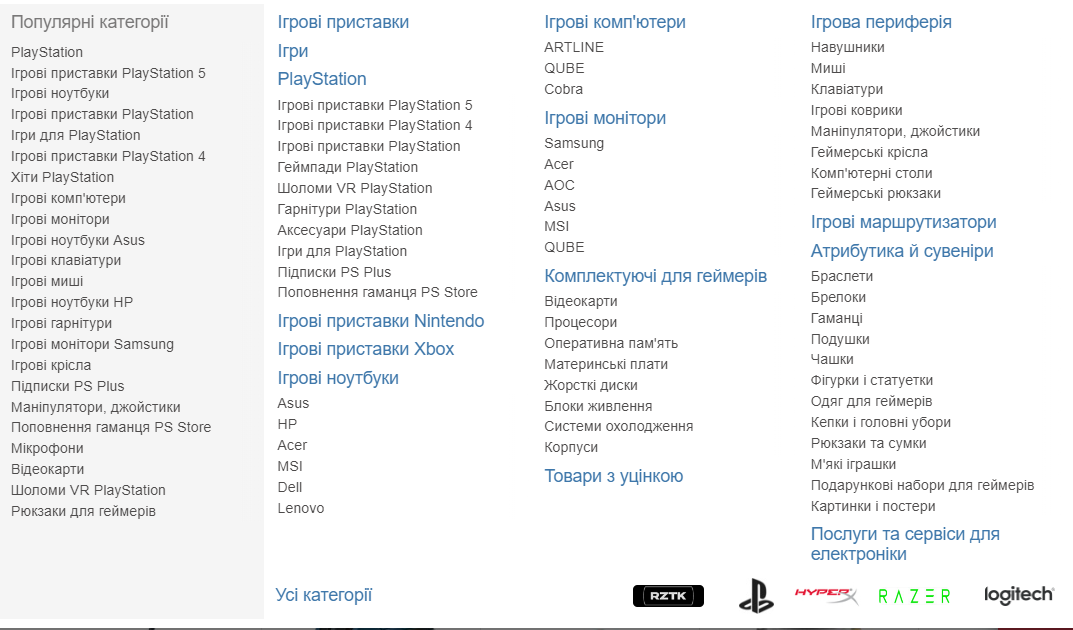 Популярні категорії
PlayStation
Ігрові приставки PlayStation 5
Ігрові ноутбуки
Ігрові приставки PlayStation
Ігри для PlayStation
Ігрові приставки PlayStation 4
Хіти PlayStation
Ігрові комп'ютери
Ігрові монітори
Ігрові ноутбуки Asus
Ігрові клавіатури
Ігрові миші
Ігрові ноутбуки HP
Ігрові гарнітури
Ігрові монітори Samsung
Ігрові крісла
Підписки PS Plus
Маніпулятори, джойстики
Поповнення гаманця PS Store
Мікрофони
Відеокарти
Шоломи VR PlayStation
Рюкзаки для геймерів
Ігрові приставки
Ігри
PlayStation
Ігрові приставки PlayStation 5
Ігрові приставки PlayStation 4
Ігрові приставки PlayStation
Геймпади PlayStation
Шоломи VR PlayStation
Гарнітури PlayStation
Аксесуари PlayStation
Ігри для PlayStation
Підписки PS Plus
Поповнення гаманця PS Store
Ігрові приставки Nintendo
Ігрові приставки Xbox
Ігрові ноутбуки
Asus
HP
Acer
MSI
Dell
Lenovo
Ігрові комп'ютери
ARTLINE
QUBE
Cobra
Ігрові монітори
Samsung
Acer
AOC
Asus
MSI
QUBE
Комплектуючі для геймерів
Відеокарти
Процесори
Оперативна пам'ять
Материнські плати
Жорсткі диски
Блоки живлення
Системи охолодження
Корпуси
Товари з уцінкою
Ігрова периферія
Навушники
Миші
Клавіатури
Ігрові коврики
Маніпулятори, джойстики
Геймерські крісла
Комп'ютерні столи
Геймерські рюкзаки
Ігрові маршрутизатори
Атрибутика й сувеніри
Браслети
Брелоки
Гаманці
Подушки
Чашки
Фігурки і статуетки
Одяг для геймерів
Кепки і головні убори
Рюкзаки та сумки
М'які іграшки
Подарункові набори для геймерів
Картинки і постери
Послуги та сервіси для
електроніки
Усі категорії
RZTK
HYPERX
RAZER
logitech